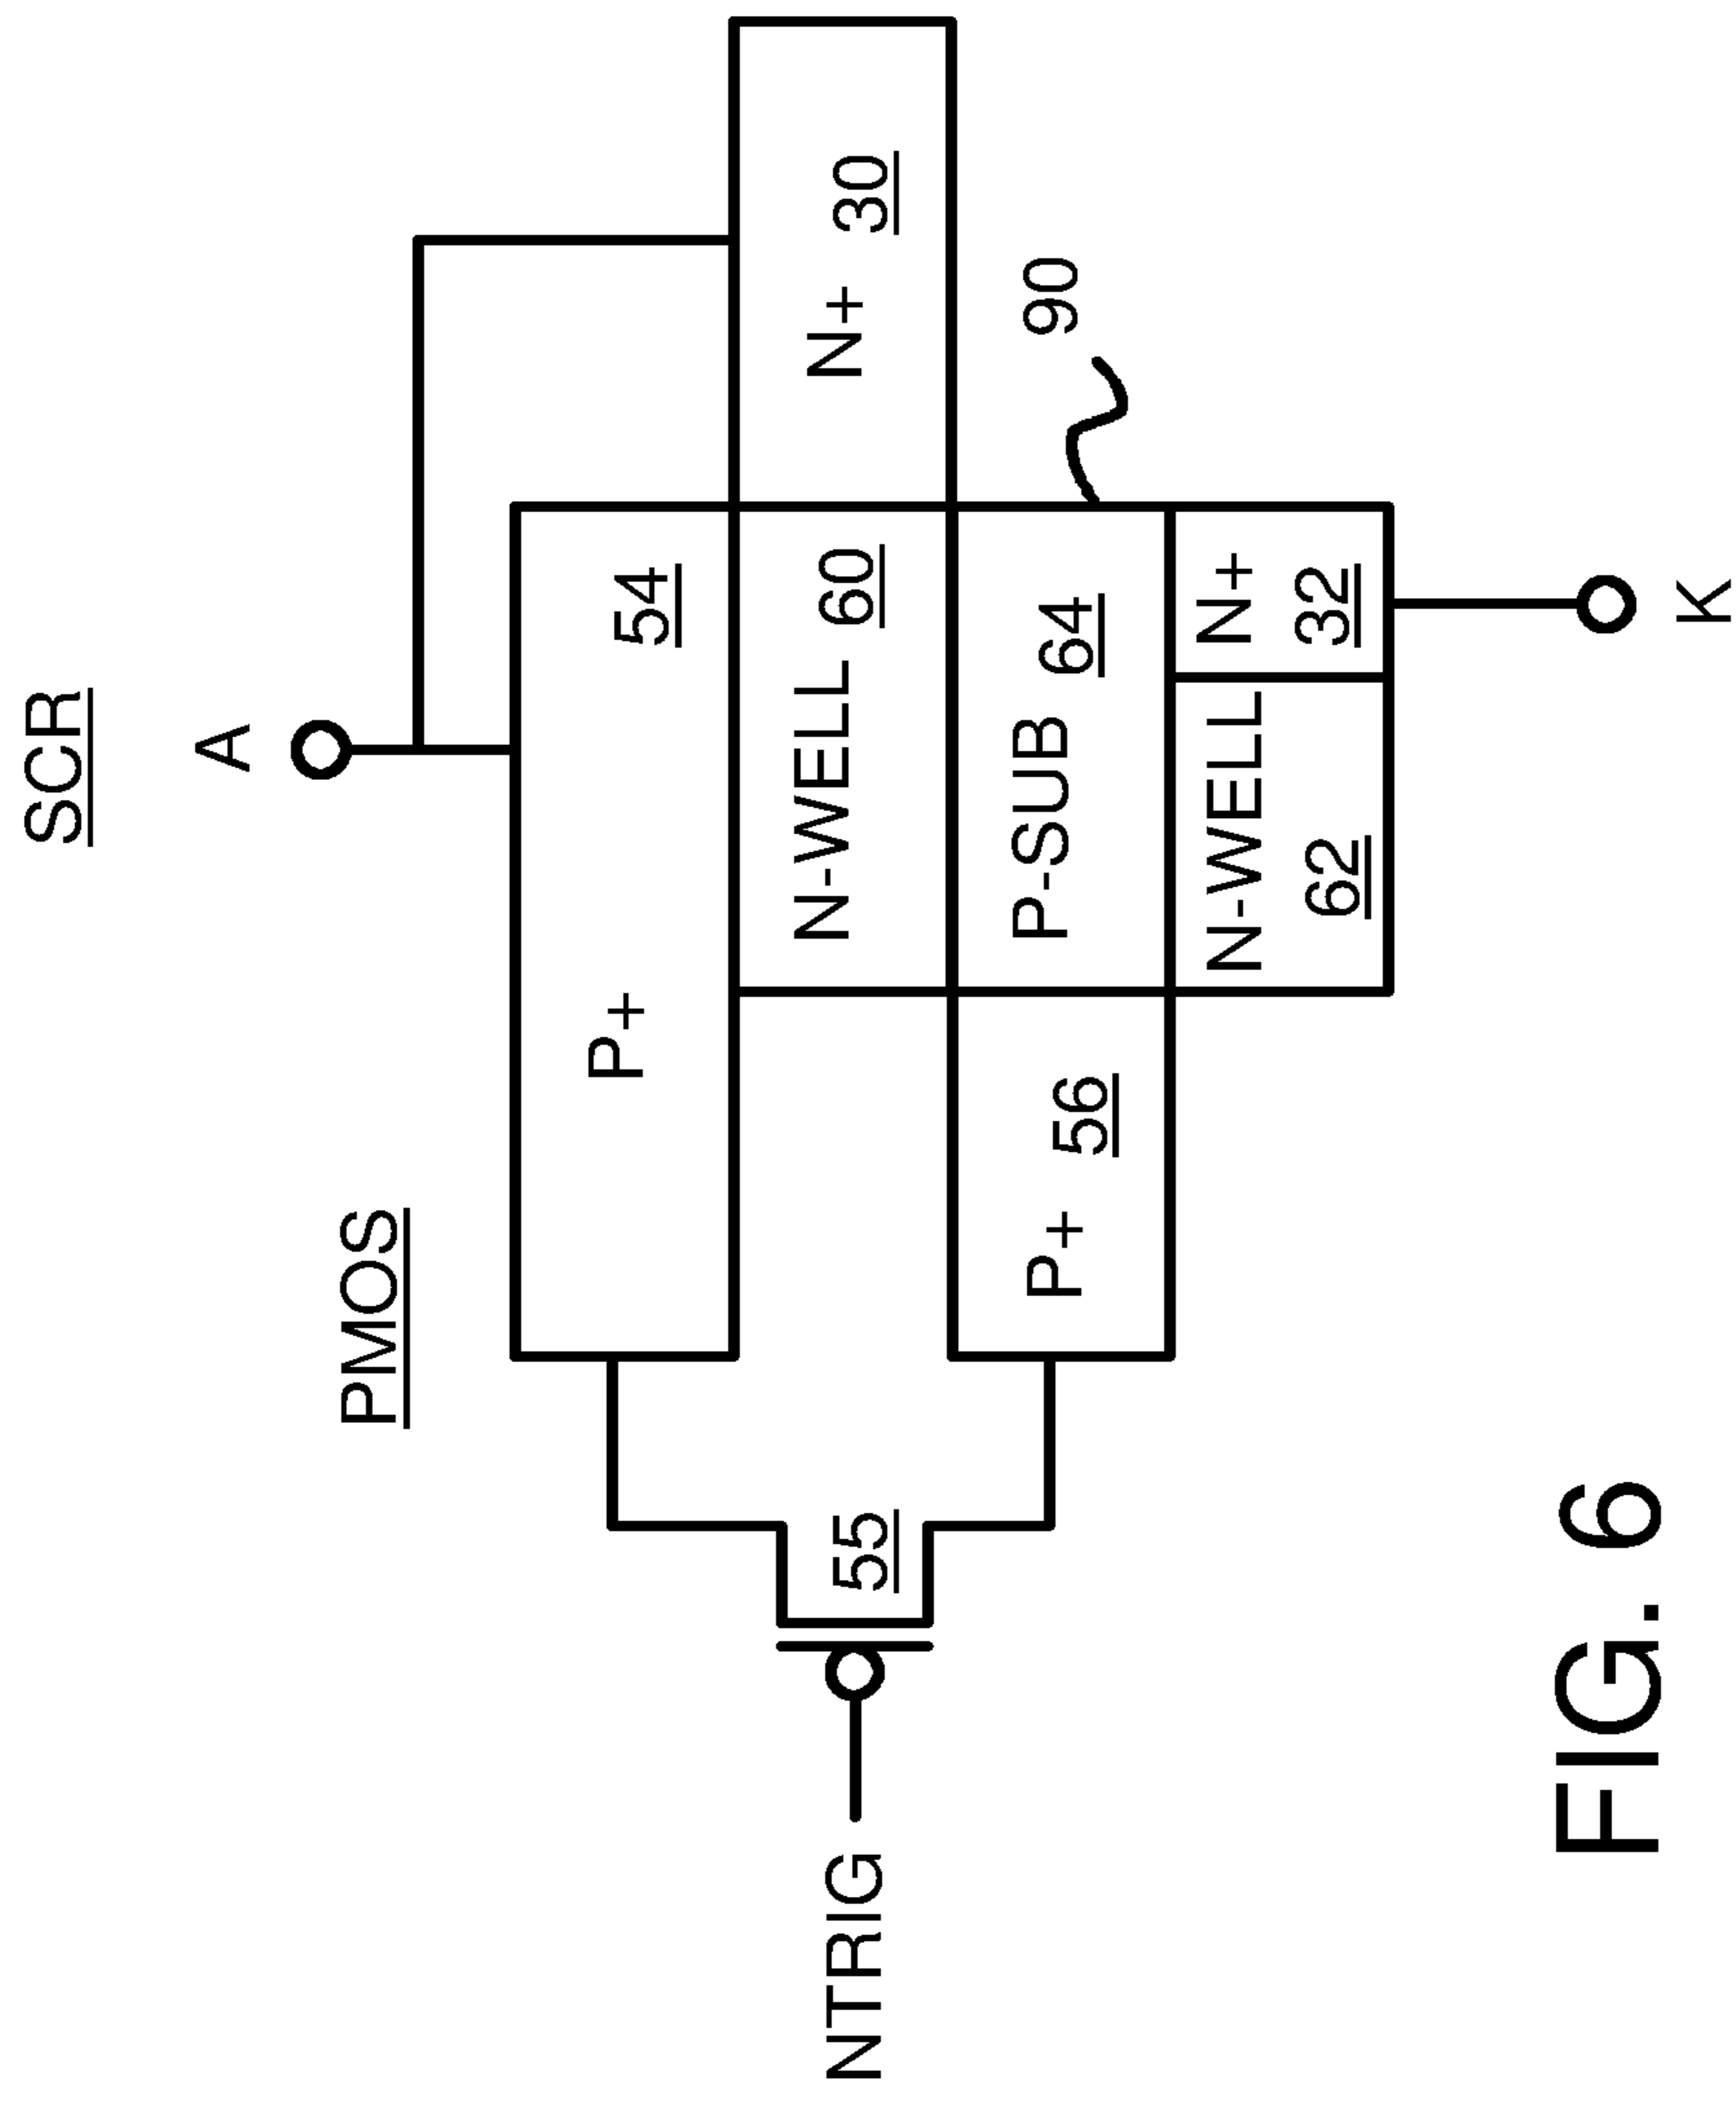 SCR
A
PMOS
P+
54
N-WELL 60
N+ 30
90
NTRIG
55
P+ 56
P-SUB 64
N-WELL
62
N+
32
K
FIG. 6